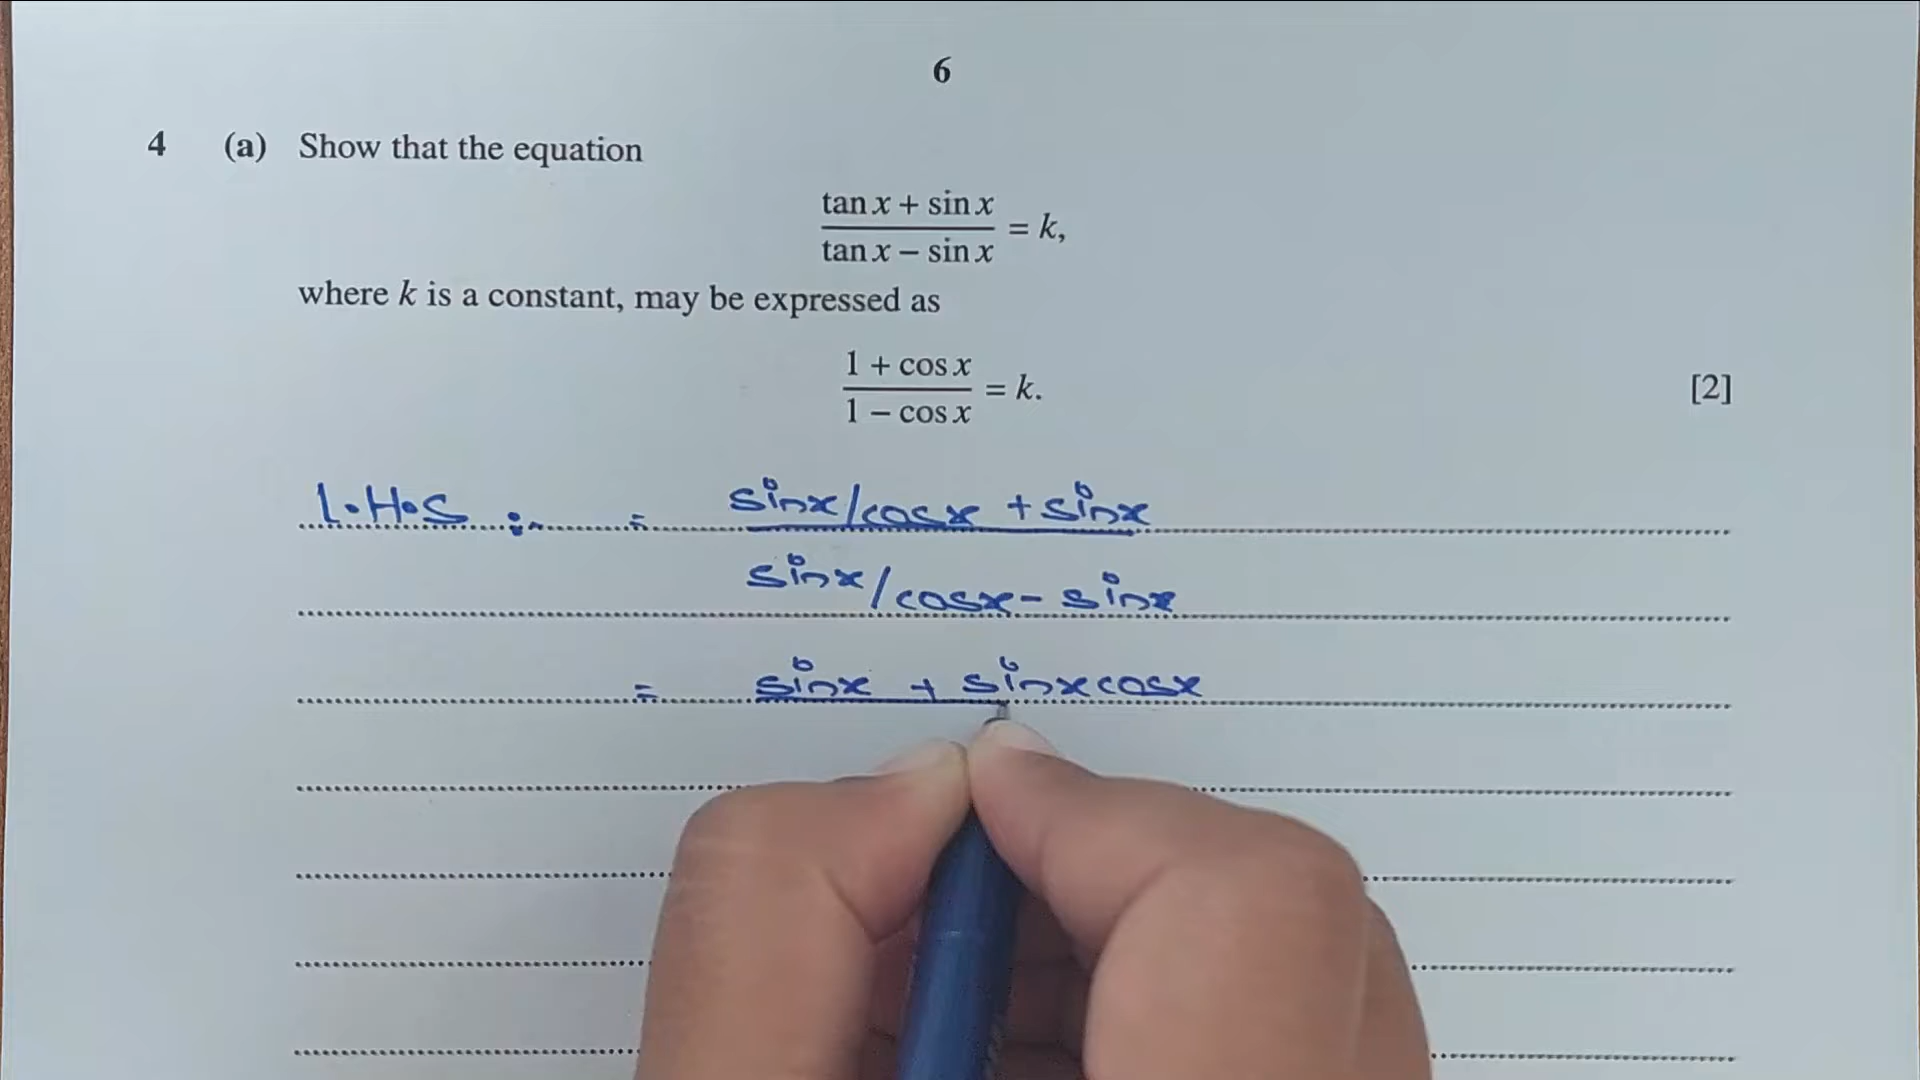 6
4 (a) Show that the equation
tan x + sin x
tan x − sin x = k,
where k is a constant, may be expressed as
1 + cos x
1 − cos x = k.
[2]
L.H.S :- = sinx/cosx + sinx
sinx/cosx - sinx
= sinx + sinxcosx